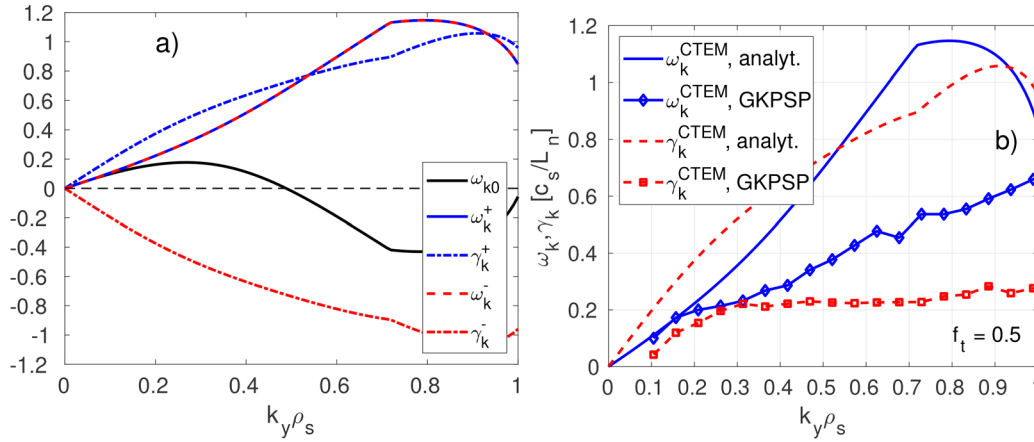 1.2
1
0.8
0.6
0.4
0.2
0
-0.2
-0.4
-0.6
-0.8
-1
-1.2
0
0.2
0.4
0.6
0.8
1
k_yρ_s
a)
ω_{k0}
ω_k^+
γ_k^+
ω_k^-
γ_k^-
1.2
1
0.8
0.6
0.4
0.2
0
ω_k,γ_k [c_s/L_n]
0.1 0.2 0.3 0.4 0.5 0.6 0.7 0.8 0.9 1
k_yρ_s
b)
ω_k^{CTEM}, analyt.
ω_k^{CTEM}, GKPSP
γ_k^{CTEM}, analyt.
γ_k^{CTEM}, GKPSP
f_t = 0.5